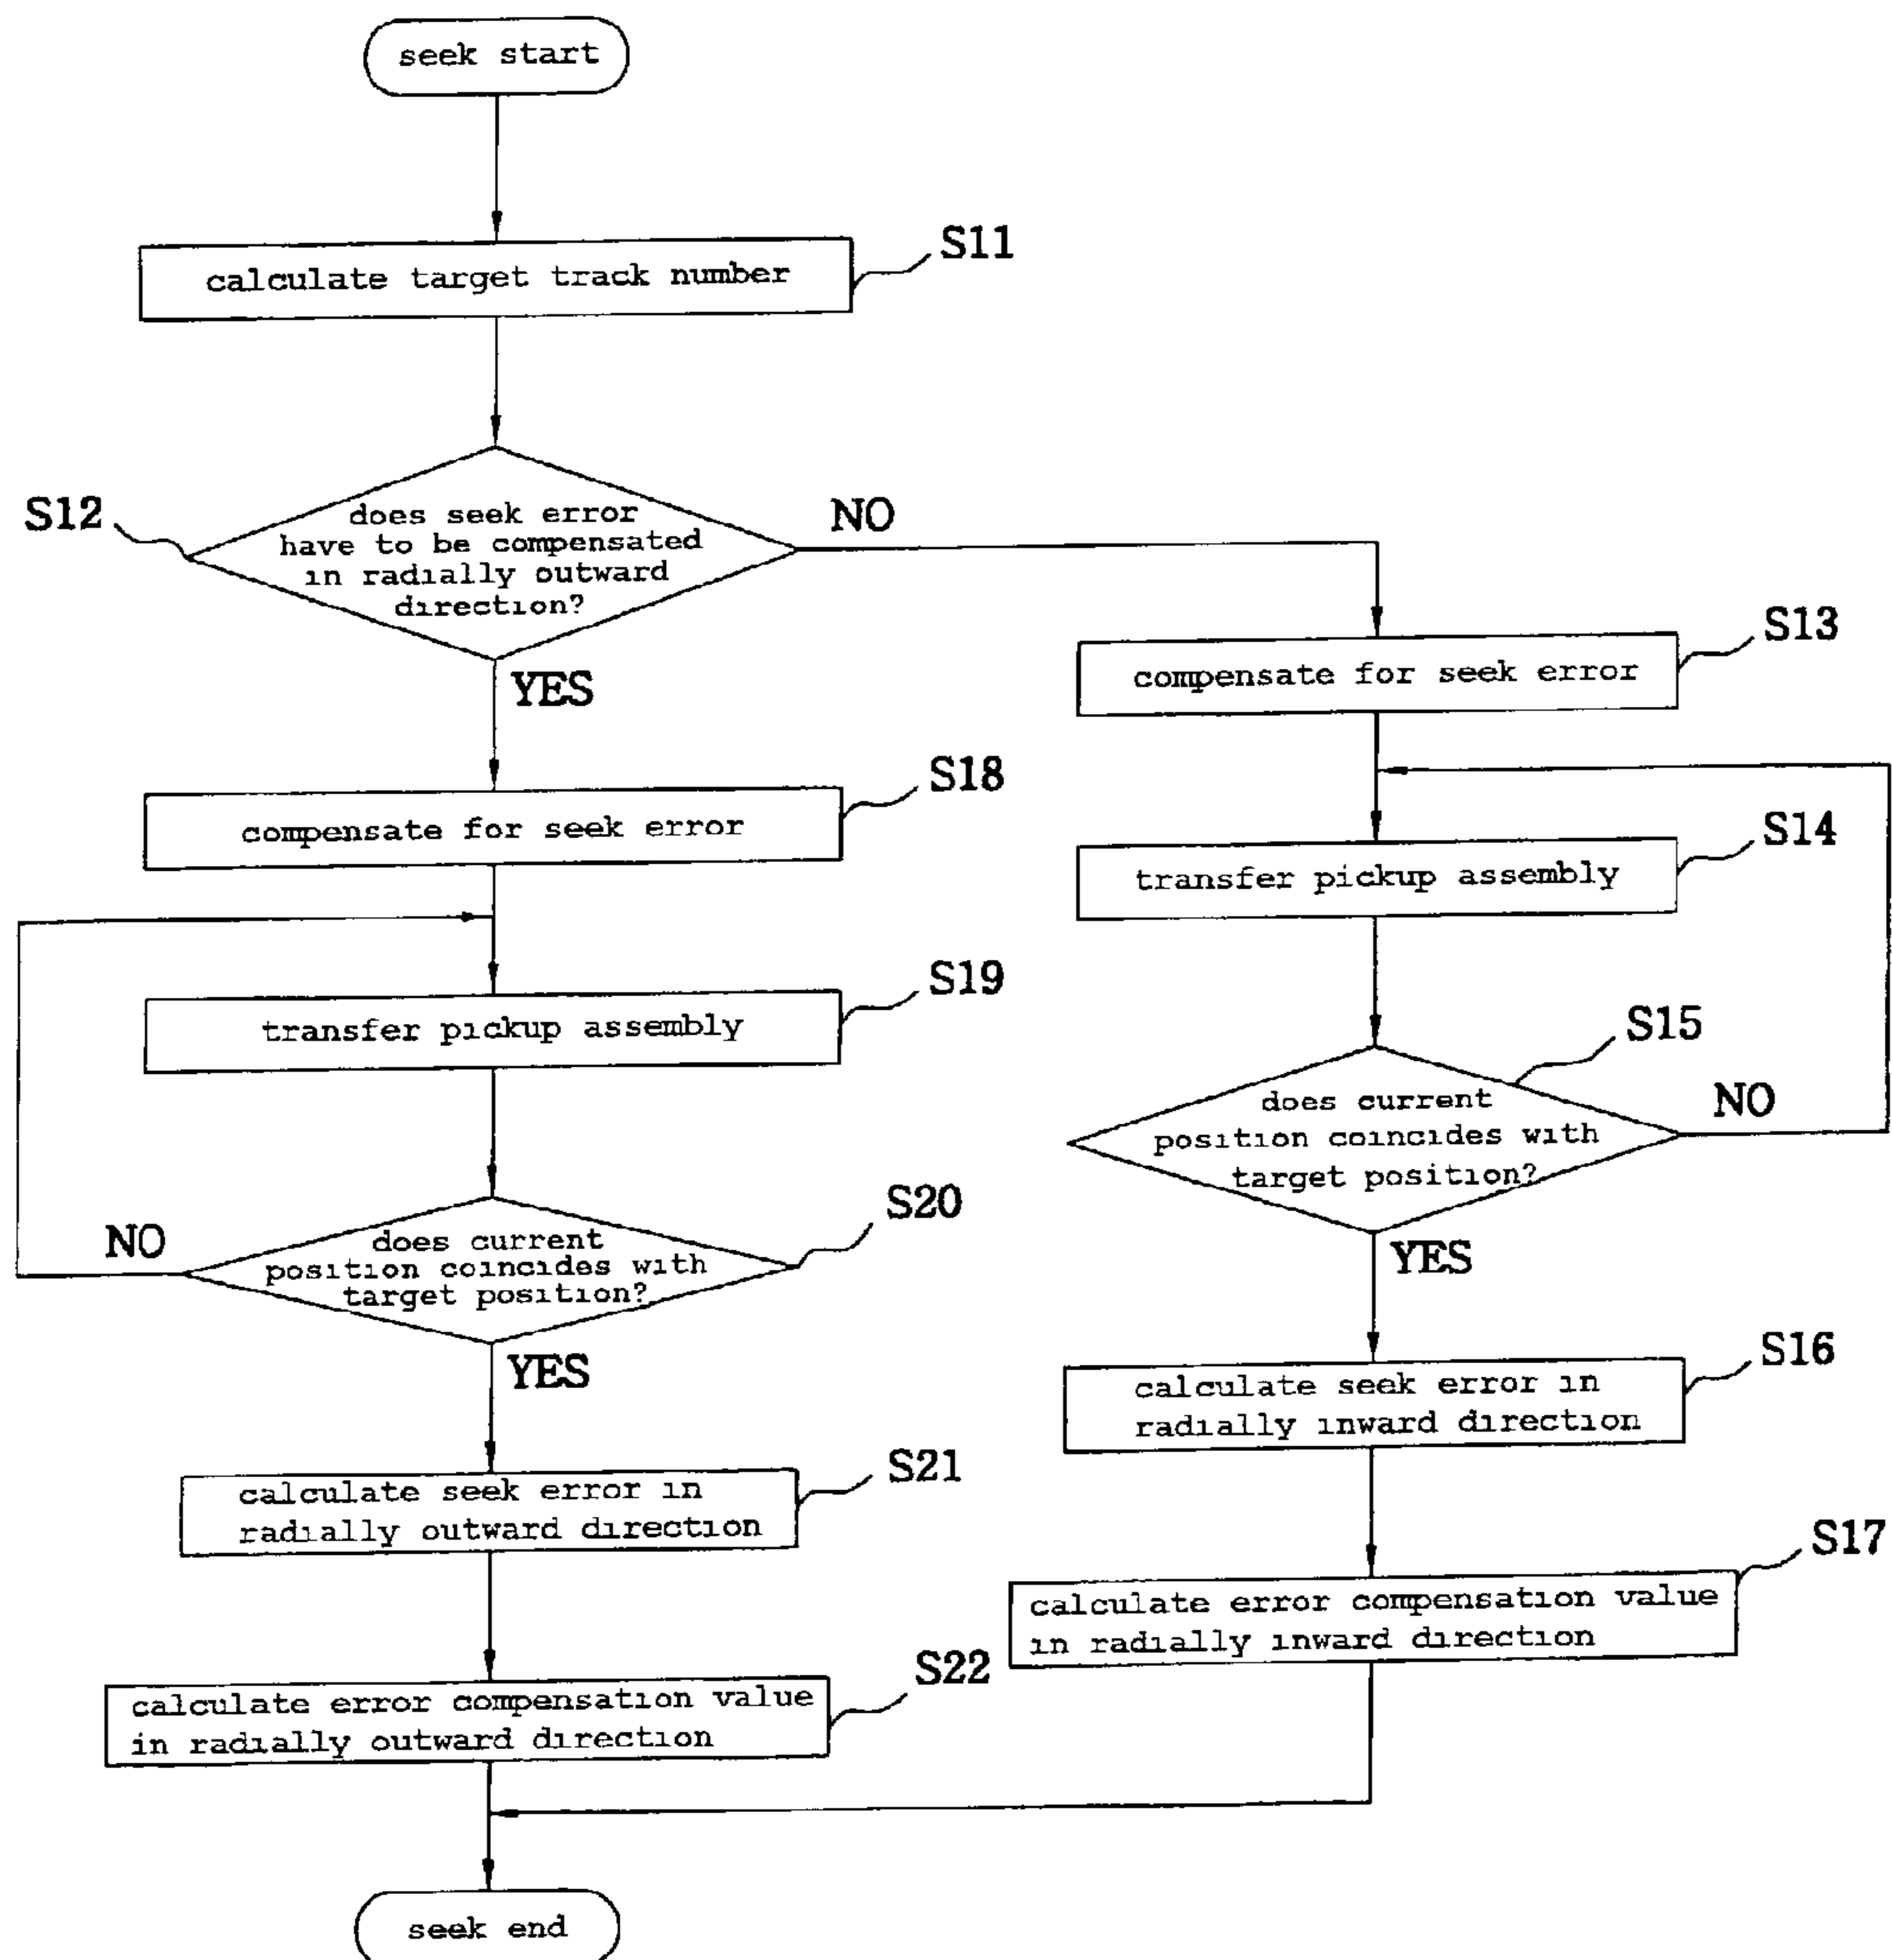 seek start
S11
calculate target track number
S12
does seek error
have to be compensated
in radially outward
direction?
NO
YES
S13
compensate for seek error
S18
compensate for seek error
S14
transfer pickup assembly
S19
transfer pickup assembly
S15
does current
position coincides with
target position?
NO
YES
S20
does current
position coincides with
target position?
NO
YES
S16
calculate seek error in
radially inward direction
S21
calculate seek error in
radially outward direction
S17
calculate error compensation value
in radially inward direction
S22
calculate error compensation value
in radially outward direction
seek end